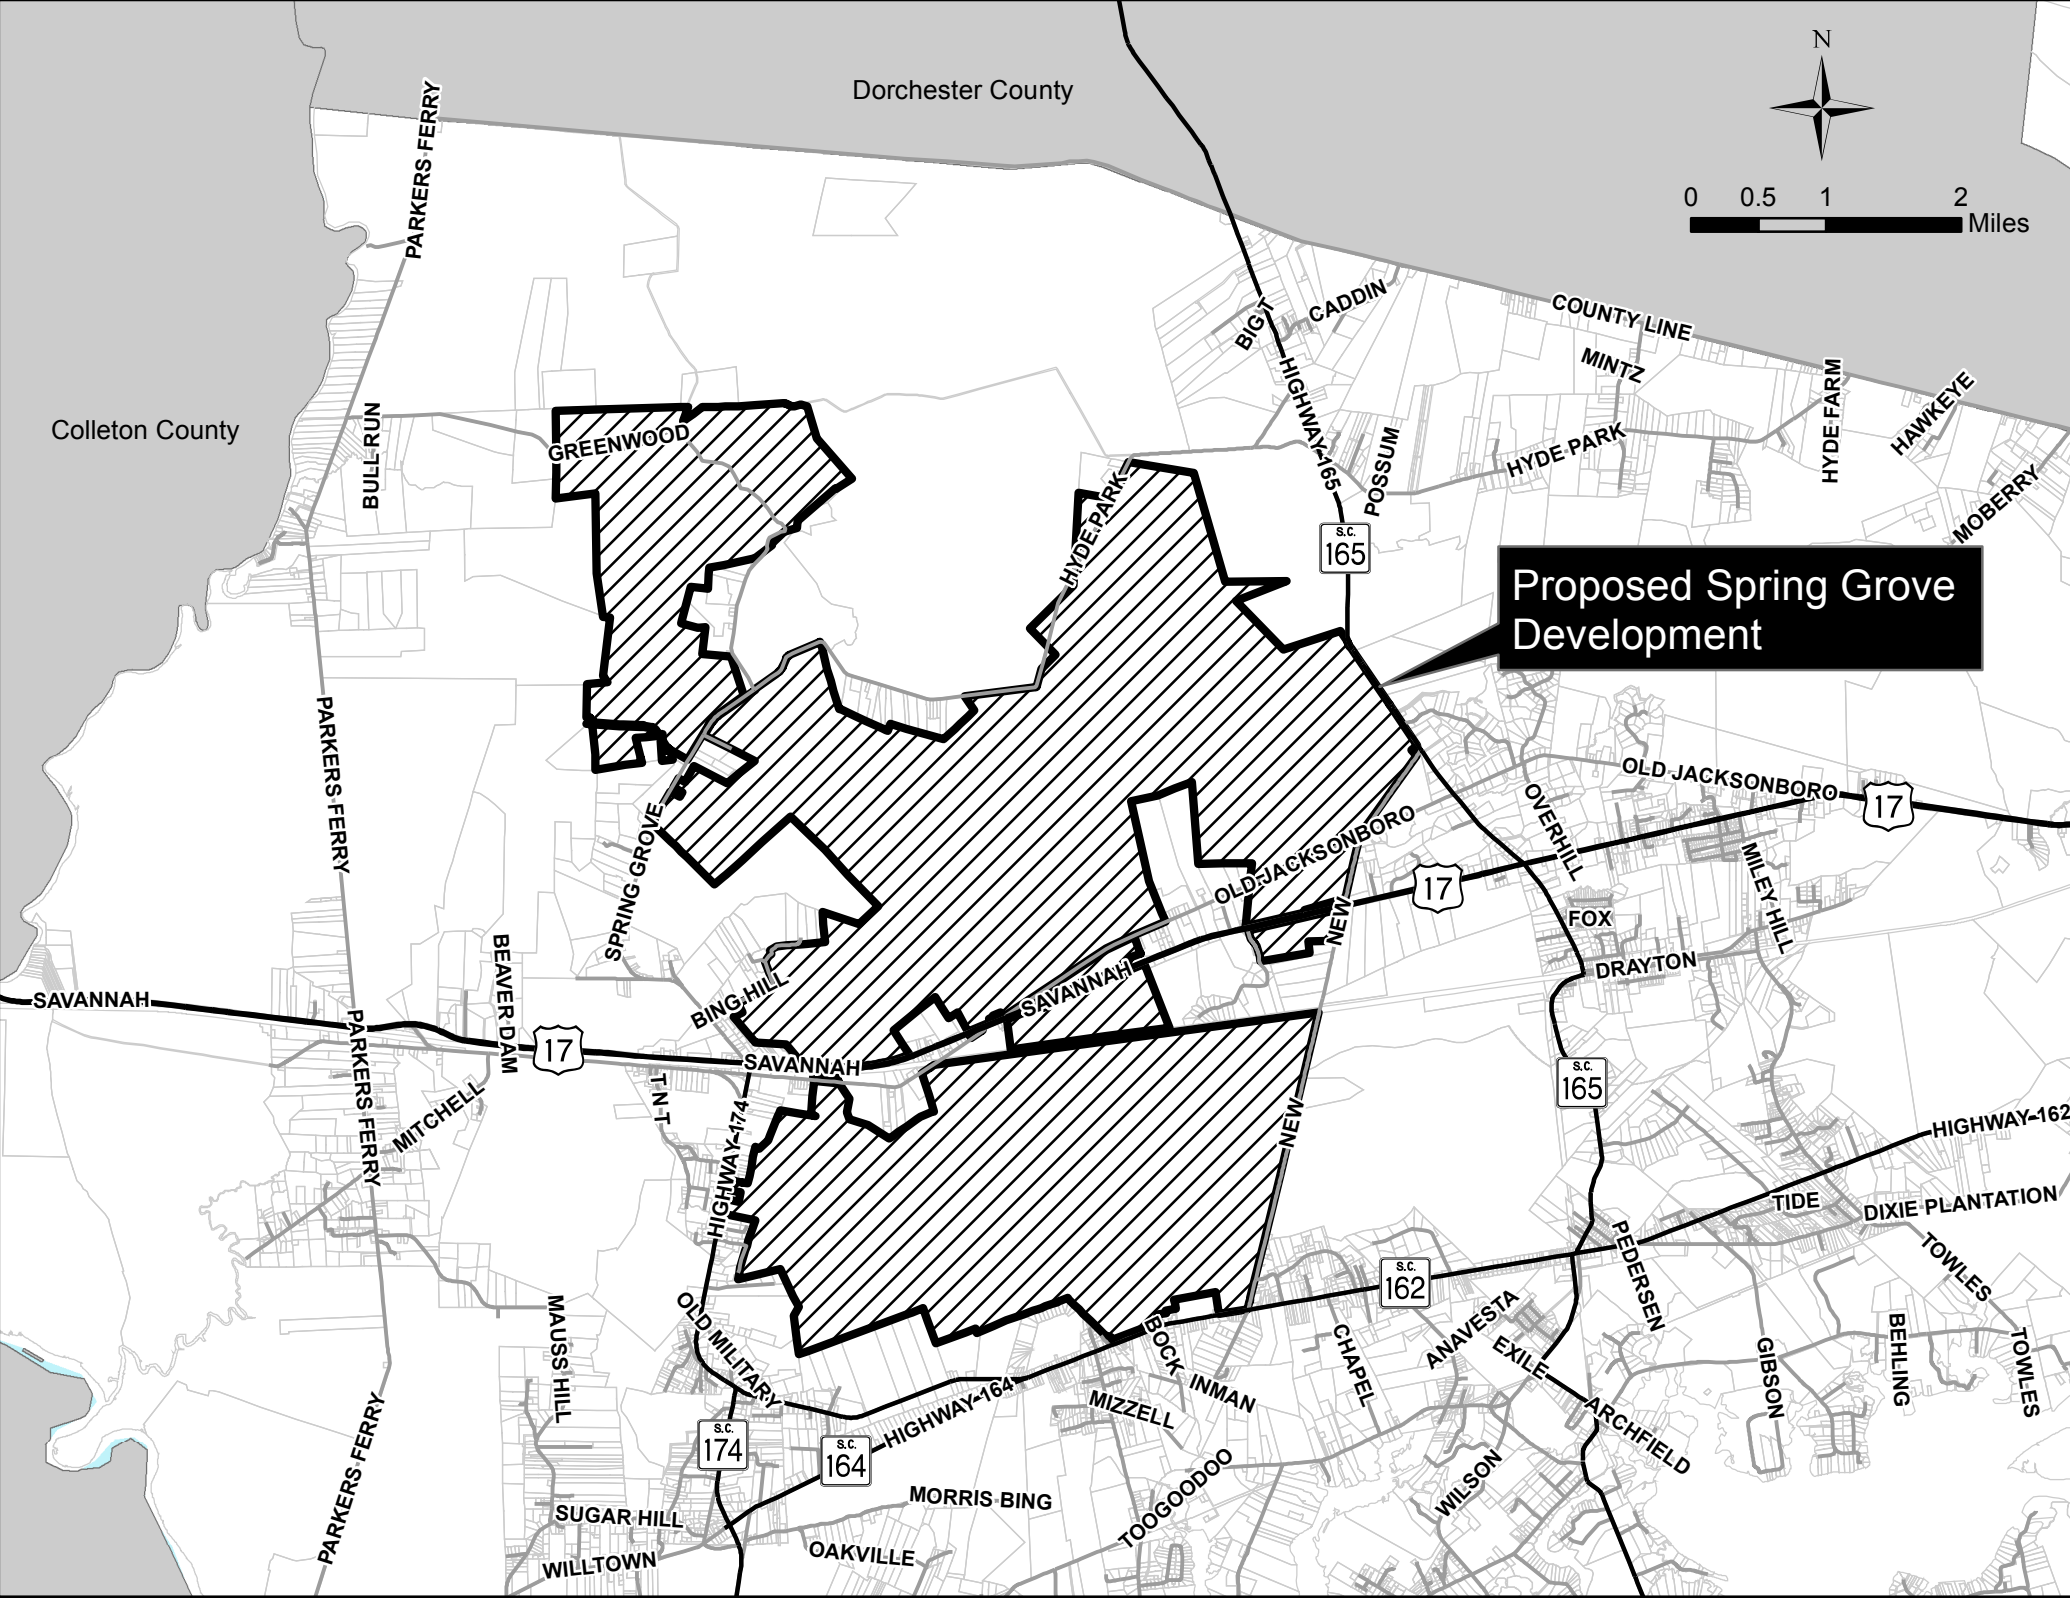 N
Dorchester County
PARKERS FERRY
0 0.5 1 2
Miles
BIG T
CADDIN
COUNTY LINE
MINTZ
HIGHWAY 165
HYDE FARM
HAWKEYE
Colleton County
BULL RUN
GREENWOOD
POSSUM
HYDE PARK
HYDE PARK
MOBERRY
S.C.
165
Proposed Spring Grove
Development
PARKERS FERRY
OLD JACKSONBORO
17
OVERHILL
SPRING GROVE
OLD JACKSONBORO
17
MILEY HILL
NEW
FOX
BEAVER DAM
DRAYTON
SAVANNAH
BING HILL
SAVANNAH
PARKERS FERRY
17
SAVANNAH
S.C.
165
T N T
MITCHELL
HIGHWAY 174
NEW
HIGHWAY 162
TIDE
DIXIE PLANTATION
PEDERSEN
TOWLES
S.C.
162
OLD MILITARY
MAUSS HILL
BOCK
CHAPEL
ANAVESTA
EXILE
GIBSON
BEHLING
TOWLES
INMAN
MIZZELL
HIGHWAY 164
ARCHFIELD
S.C.
174
S.C.
164
PARKERS FERRY
WILSON
TOOGOODOO
MORRIS BING
SUGAR HILL
OAKVILLE
WILLTOWN